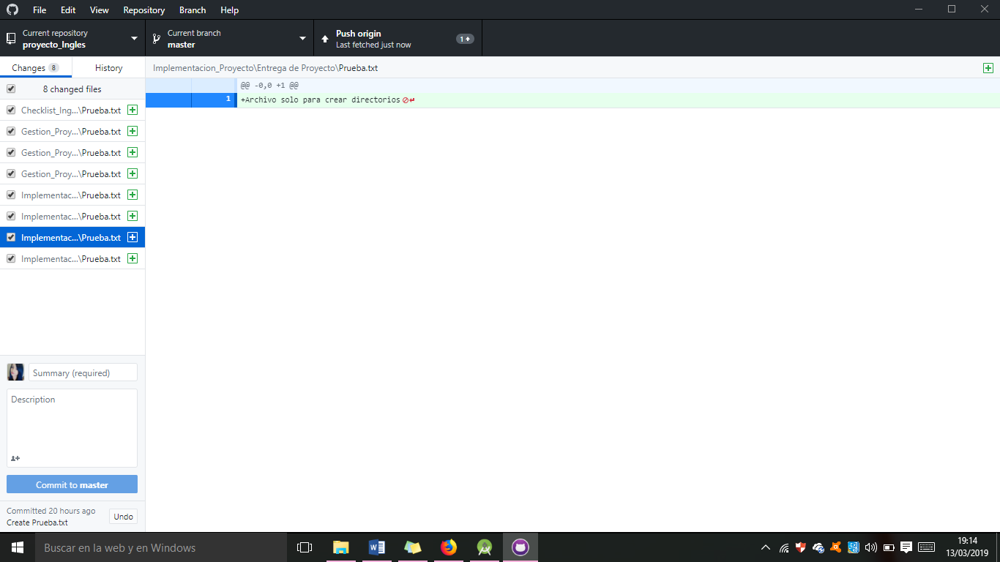 File Edit View Repository Branch Help
Current repository
proyecto_Ingles
Current branch
master
Push origin
Last fetched just now
1
Changes 8
History
Implementacion_Proyecto\Entrega de Proyecto\Prueba.txt
8 changed files
@@ -0,0 +1 @@
1 +Archivo solo para crear directorios
Checklist_Ing...\Prueba.txt
Gestion_Proy...\Prueba.txt
Gestion_Proy...\Prueba.txt
Gestion_Proy...\Prueba.txt
Implementac...\Prueba.txt
Implementac...\Prueba.txt
Implementac...\Prueba.txt
Implementac...\Prueba.txt
Summary (required)
Description
Commit to master
Committed 20 hours ago
Create Prueba.txt
Undo
Buscar en la web y en Windows
19:14
13/03/2019